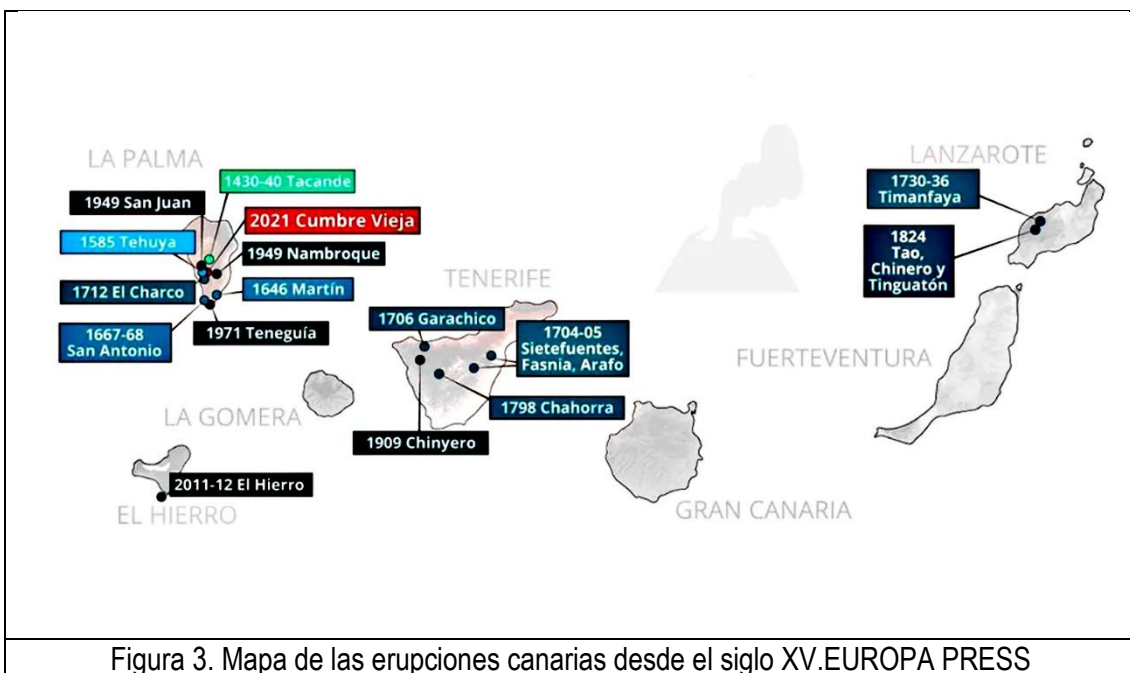 LA PALMA
1430-40 Tacande
1949 San Juan
2021 Cumbre Vieja
1585 Tehuya
1949 Nambroque
1712 El Charco
1646 Martín
1667-68
San Antonio
1971 Teneguía
LA GOMERA
2011-12 El Hierro
EL HIERRO
TENERIFE
1706 Garachico
1704-05
Sietefuentes,
Fasnia, Arafo
1798 Chahorra
1909 Chinyero
GRAN CANARIA
LANZAROTE
1730-36
Timanfaya
1824
Tao,
Chinero y
Tinguatón
FUERTEVENTURA
Figura 3. Mapa de las erupciones canarias desde el siglo XV.EUROPA PRESS